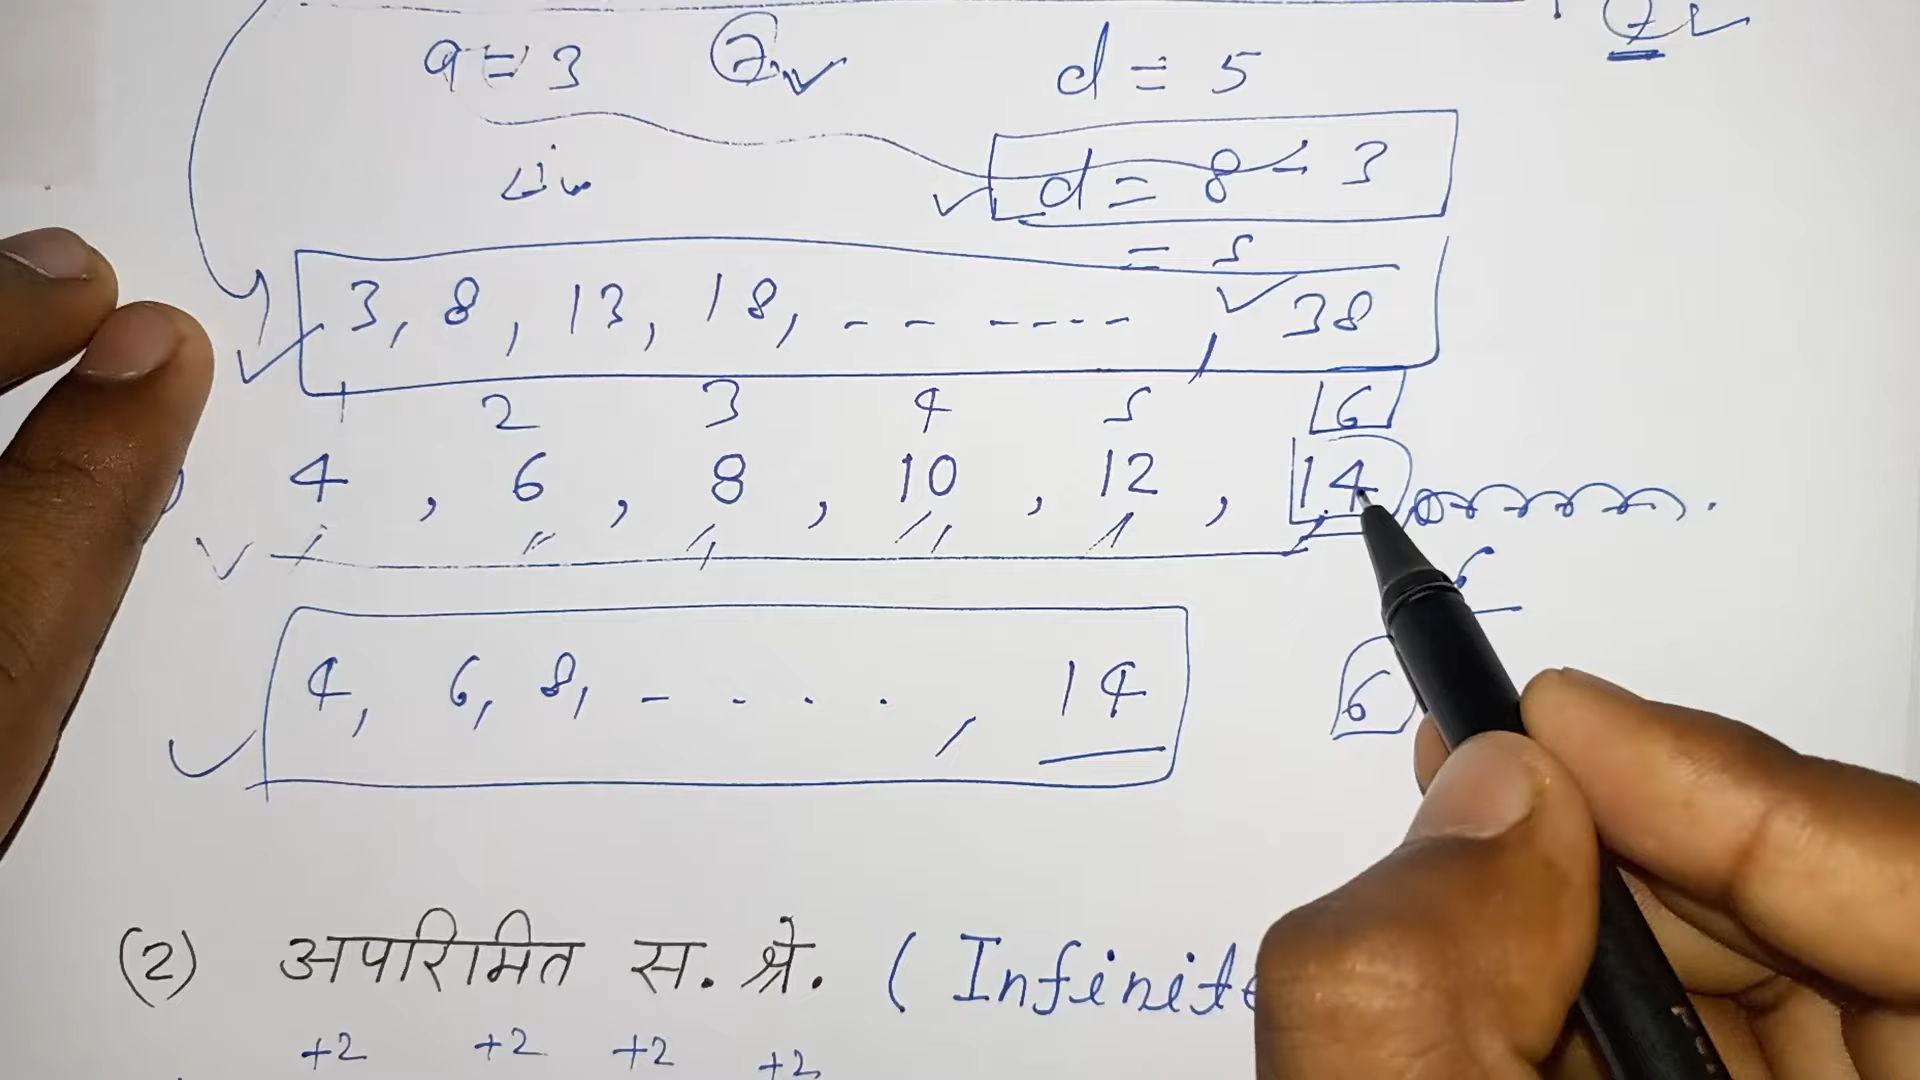 a = 3 d = 5
d = 8 - 3
= 5
3, 8, 13, 18, - - - - - - , 38
1 2 3 4 5 6
4 , 6 , 8 , 10 , 12 , 14
4, 6, 8, - . . . , 14
6
(2) अपरिमित स. श्रे. ( Infinite
+2 +2 +2 +2